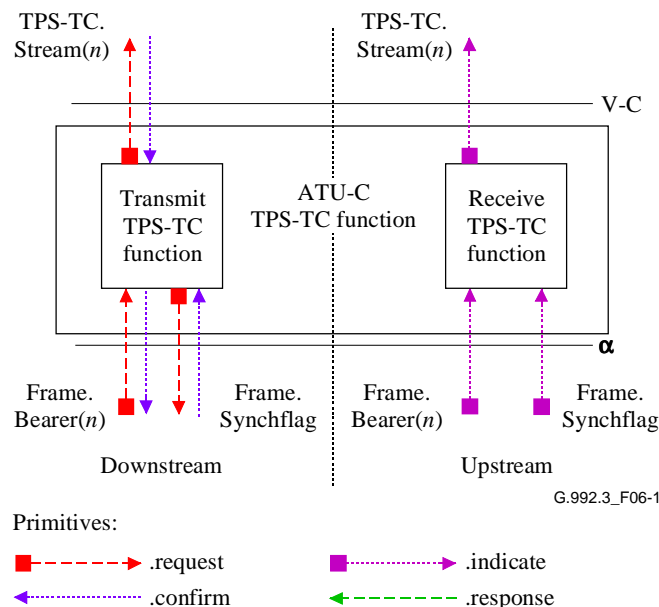 TPS-TC.
Stream(n)
TPS-TC.
Stream(n)
V-C
Transmit
TPS-TC
function
ATU-C
TPS-TC function
Receive
TPS-TC
function
α
Frame.
Bearer(n)
Frame.
Synchflag
Frame.
Bearer(n)
Frame.
Synchflag
Downstream
Upstream
G.992.3_F06-1
Primitives:
.request
.indicate
.confirm
.response